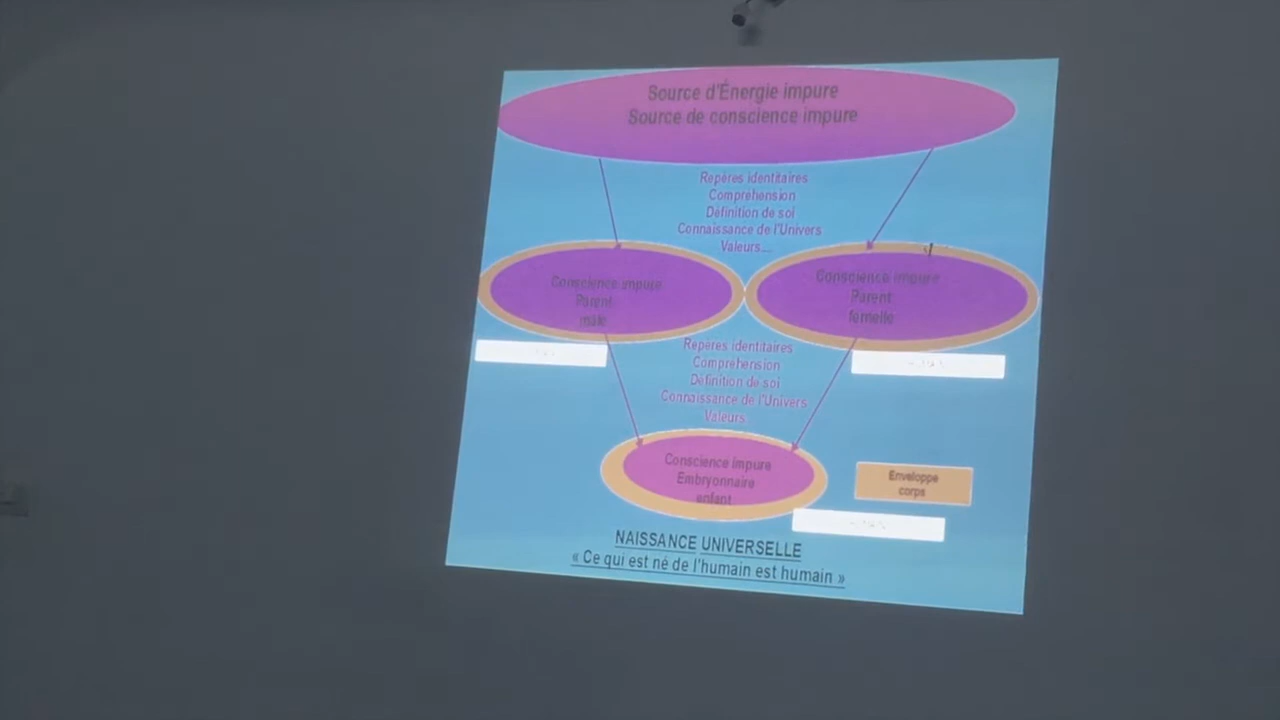 Source d'Énergie impure
Source de conscience impure
Repères identitaires
Compréhension
Définition de soi
Connaissance de l'Univers
Valeurs...
Conscience impure
Parent
male
Conscience impure
Parent
femelle
Repères identitaires
Compréhension
Définition de soi
Connaissance de l'Univers
Valeurs
Conscience impure
Embryonnaire
enfant
Enveloppe
corps
NAISSANCE UNIVERSELLE
« Ce qui est né de l'humain est humain »